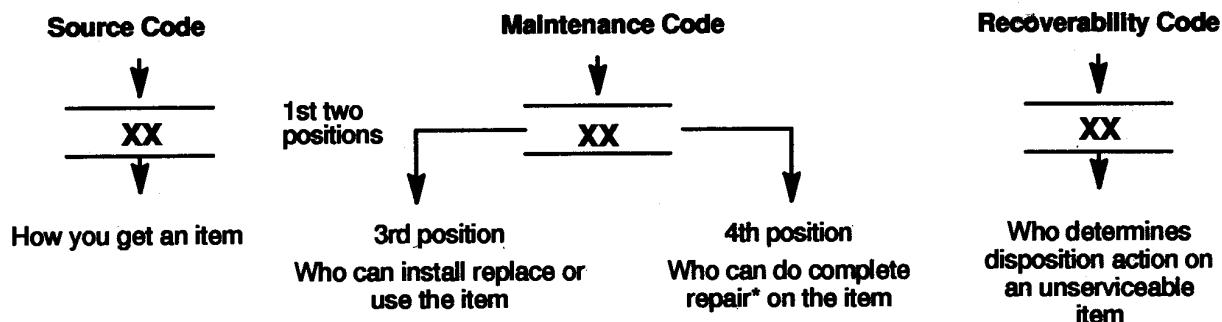 Source Code
Maintenance Code
Recoverability Code
1st two
positions
XX
XX
XX
How you get an item
3rd position
Who can install replace or
use the item
4th position
Who can do complete
repair* on the item
Who determines
disposition action on
an unserviceable
item